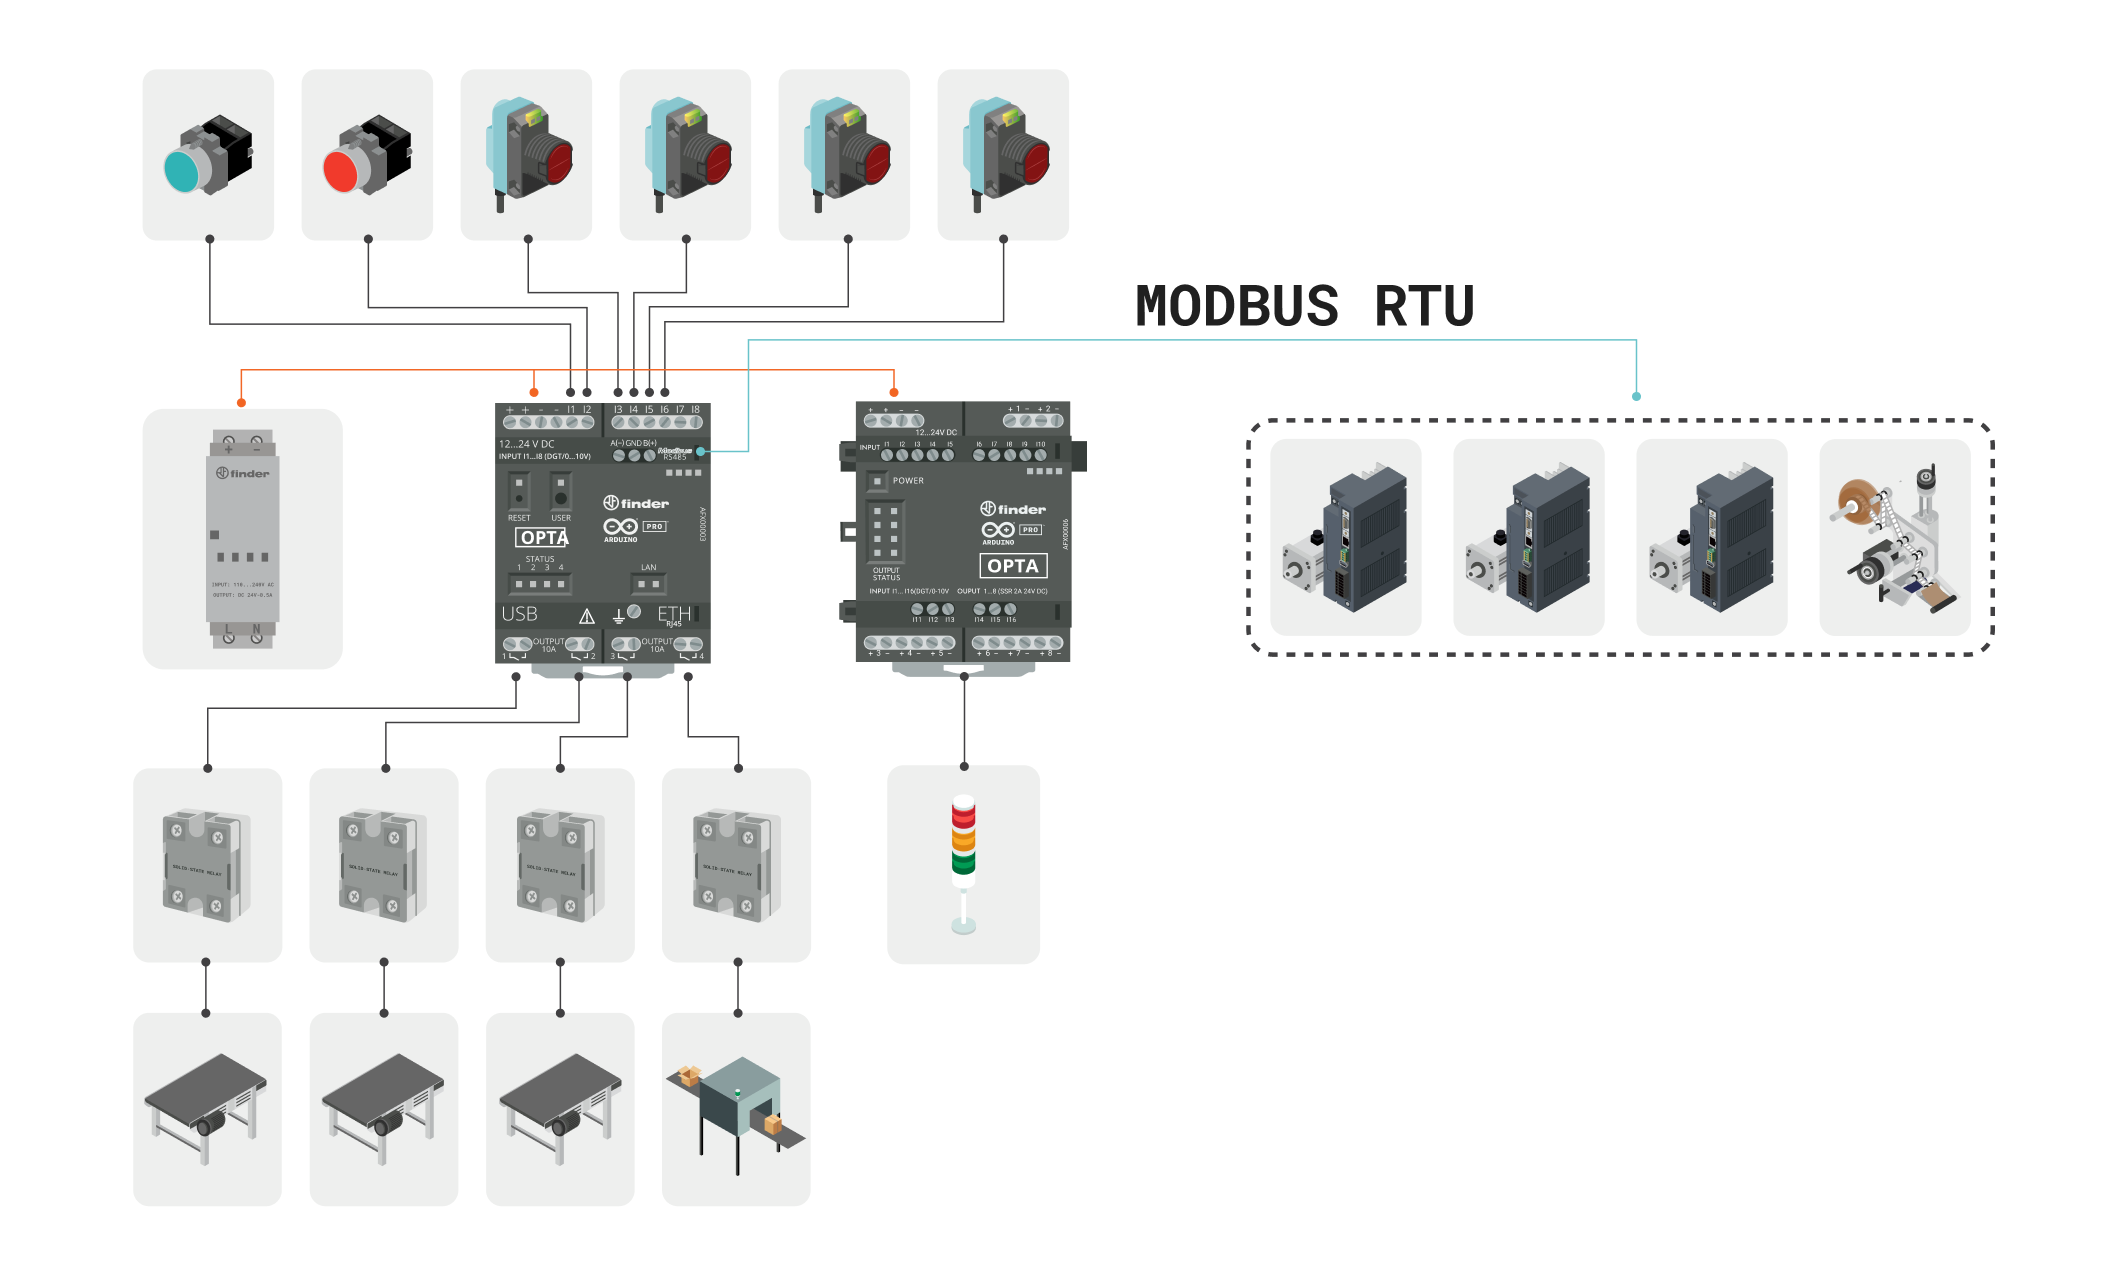 MODBUS RTU
finder
INPUT: 110...240V AC
OUTPUT: DC 24V-0.5A
L N
+ + - - I1 I2 I3 I4 I5 I6 I7 I8
12...24 V DC
A(-) GND B(+)
INPUT I1...I8 (DGT/0...10V)
Modbus
RS485
RESET USER
finder
OPTA
PRO
ARDUINO
AFX00003
STATUS
1 2 3 4
LAN
USB
ETH
RJ45
OUTPUT
10A
OUTPUT
10A
1 2 3 4
+ + - - + 1 - + 2 -
12...24V DC
INPUT I1 I2 I3 I4 I5 I6 I7 I8 I9 I10
POWER
finder
PRO
ARDUINO
AFX00006
OPTA
OUTPUT
STATUS
INPUT I1... I16(DGT/0-10V OUPUT 1...8 (SSR 2A 24V DC)
I11 I12 I13 I14 I15 I16
+ 3 - + 4 - + 5 - + 6 - + 7 - + 8 -
SOLID STATE RELAY
SOLID STATE RELAY
SOLID STATE RELAY
SOLID STATE RELAY